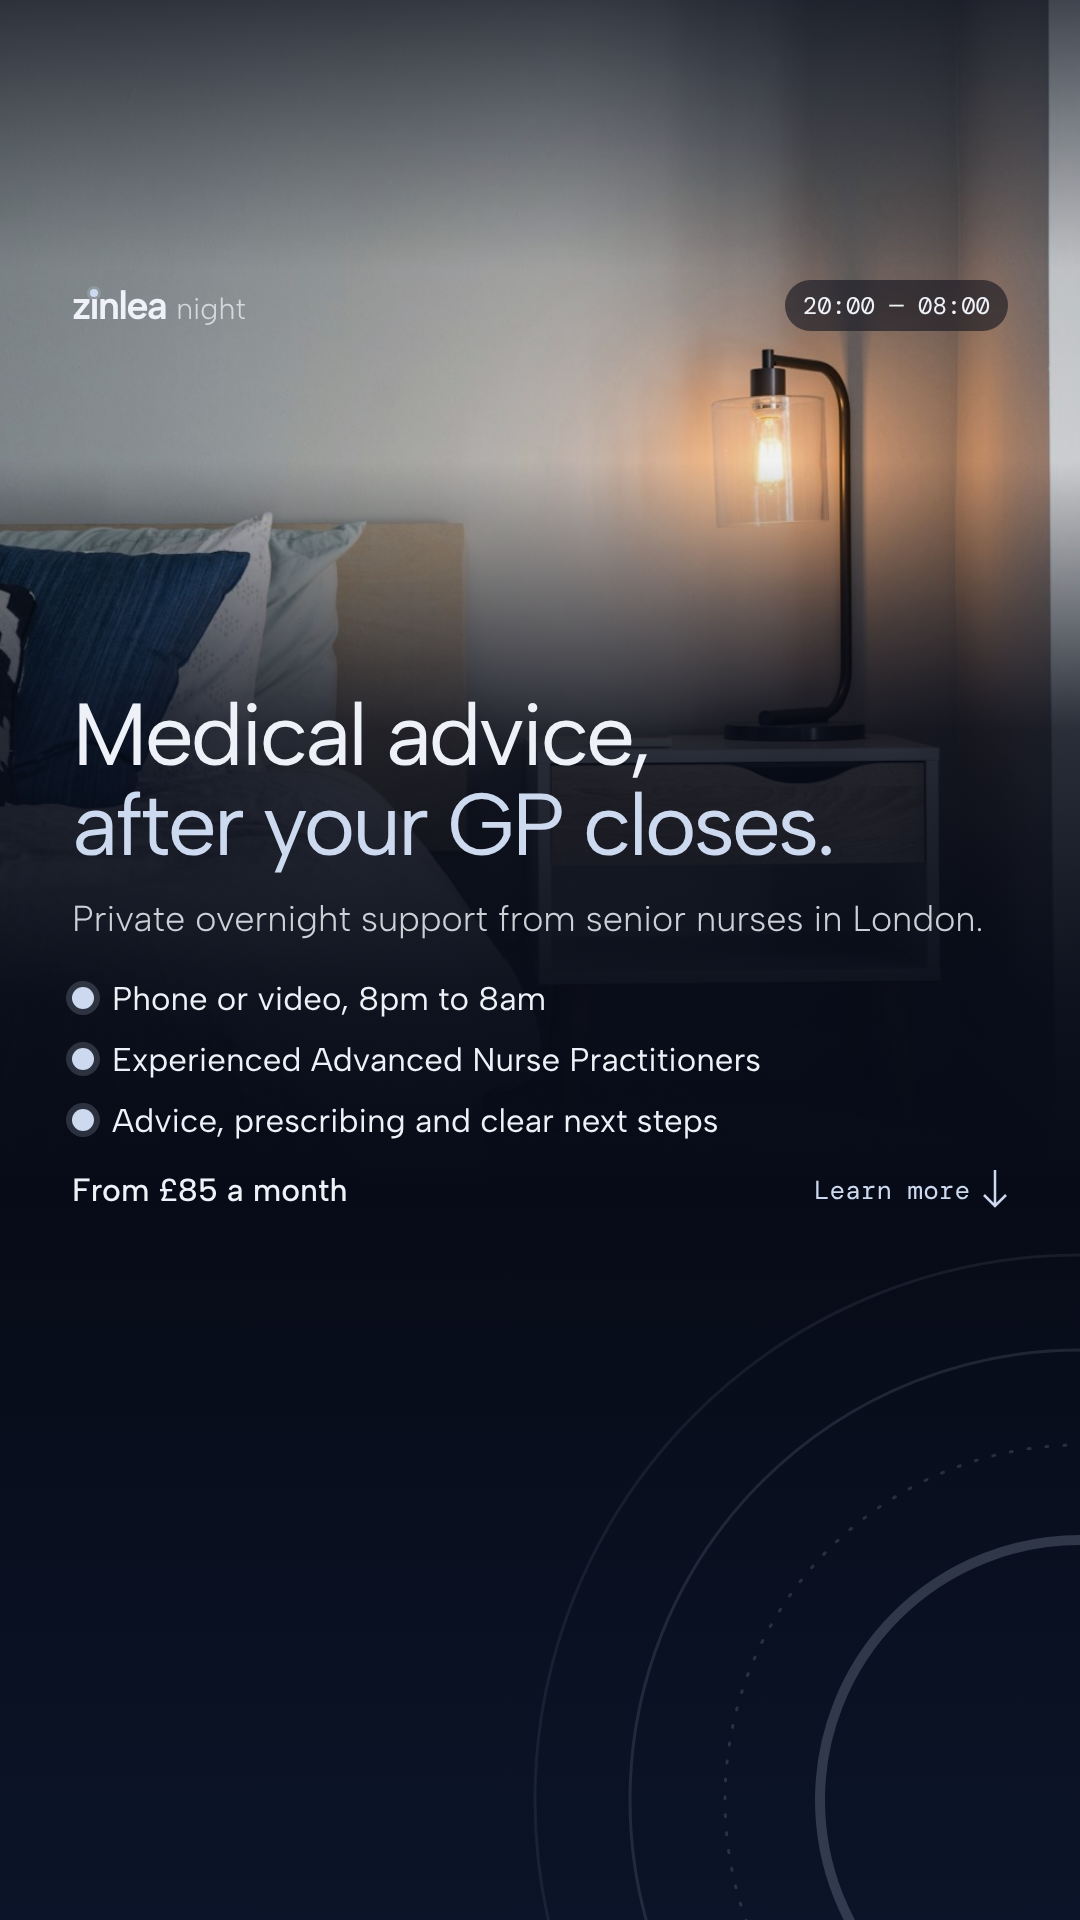 zinlea night
20:00 – 08:00
Medical advice,
after your GP closes.
Private overnight support from senior nurses in London.
Phone or video, 8pm to 8am
Experienced Advanced Nurse Practitioners
Advice, prescribing and clear next steps
From £85 a month
Learn more